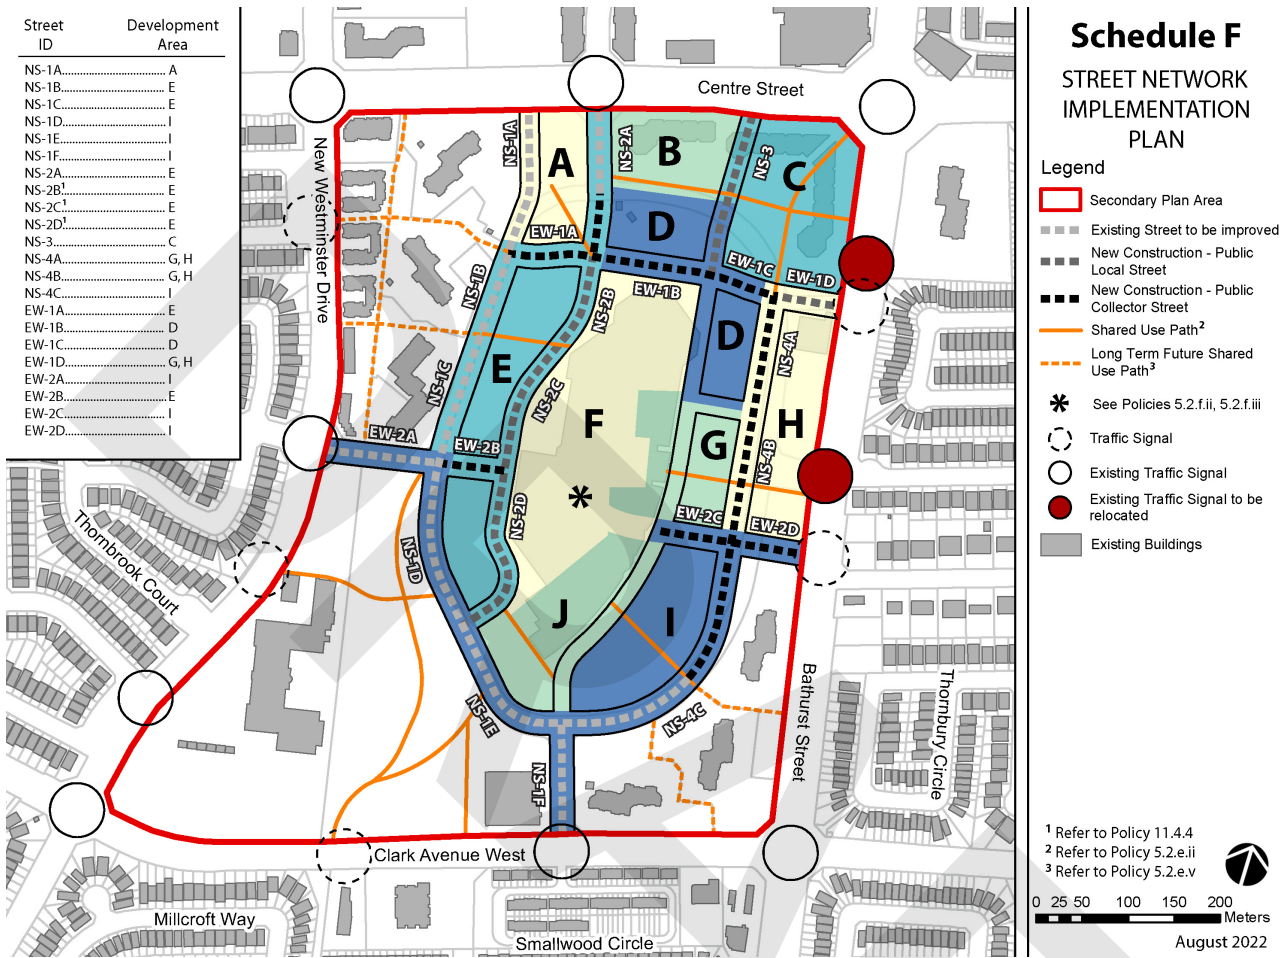 Street Development
ID Area
NS-1A.................................... A
NS-1B.................................... E
NS-1C.................................... E
NS-1D.................................... I
NS-1E.................................... I
NS-1F.................................... I
NS-2A.................................... E
NS-2B¹.................................... E
NS-2C¹.................................... E
NS-2D¹.................................... E
NS-3.................................... C
NS-4A.................................... G, H
NS-4B.................................... G, H
NS-4C.................................... I
EW-1A.................................... E
EW-1B.................................... D
EW-1C.................................... D
EW-1D.................................... G, H
EW-2A.................................... I
EW-2B.................................... E
EW-2C.................................... I
EW-2D.................................... I
Centre Street
New Westminster Drive
NS-1A
NS-2A
NS-3
A
B
C
D
EW-1A
EW-1C
EW-1D
EW-1B
NS-1B
NS-2B
D
NS-4A
E
NS-1C
NS-2C
F
G
H
EW-2A
EW-2B
NS-4B
*
NS-2D
EW-2C
EW-2D
NS-1D
J
I
Thornbrook Court
NS-1E
NS-4C
NS-1F
Bathurst Street
Thornbury Circle
Clark Avenue West
Millcroft Way
Smallwood Circle
Schedule F
STREET NETWORK
IMPLEMENTATION
PLAN
Legend
Secondary Plan Area
Existing Street to be improved
New Construction - Public
Local Street
New Construction - Public
Collector Street
Shared Use Path²
Long Term Future Shared
Use Path³
* See Policies 5.2.f.ii, 5.2.f.iii
Traffic Signal
Existing Traffic Signal
Existing Traffic Signal to be
relocated
Existing Buildings
¹ Refer to Policy 11.4.4
² Refer to Policy 5.2.e.ii
³ Refer to Policy 5.2.e.v
0 25 50 100 150 200
Meters
August 2022